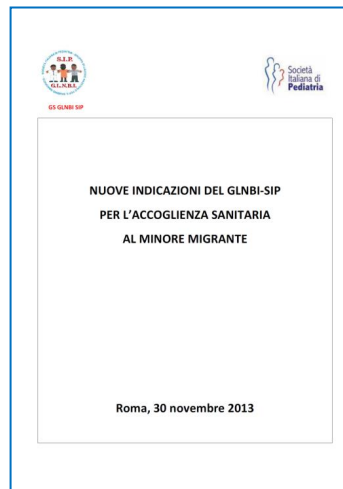 S.I.P.
G.L.N.B.I.
GS GLNBI SIP
Società
Italiana di
Pediatria
NUOVE INDICAZIONI DEL GLNBI-SIP
PER L'ACCOGLIENZA SANITARIA
AL MINORE MIGRANTE
Roma, 30 novembre 2013